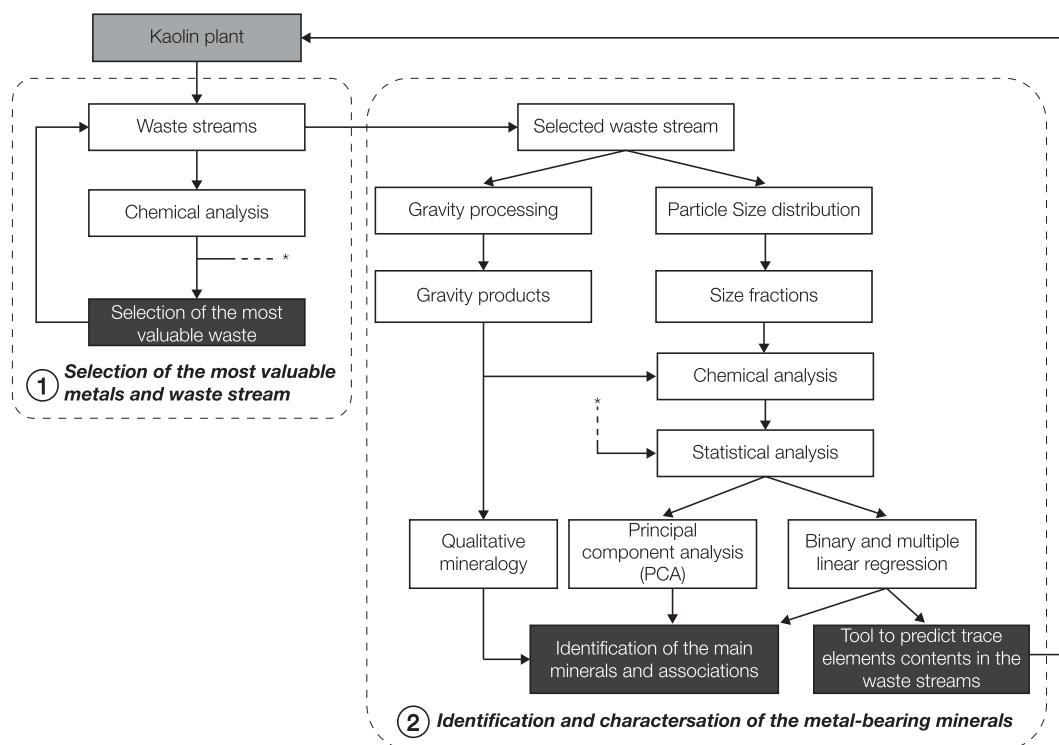 Kaolin plant
Waste streams
Chemical analysis
*
Selection of the most
valuable waste
1
Selection of the most valuable
metals and waste stream
Selected waste stream
Gravity processing
Particle Size distribution
Gravity products
Size fractions
Chemical analysis
*
Statistical analysis
Qualitative
mineralogy
Principal
component analysis
(PCA)
Binary and multiple
linear regression
Identification of the main
minerals and associations
Tool to predict trace
elements contents in the
waste streams
2
Identification and charactersation of the metal-bearing minerals